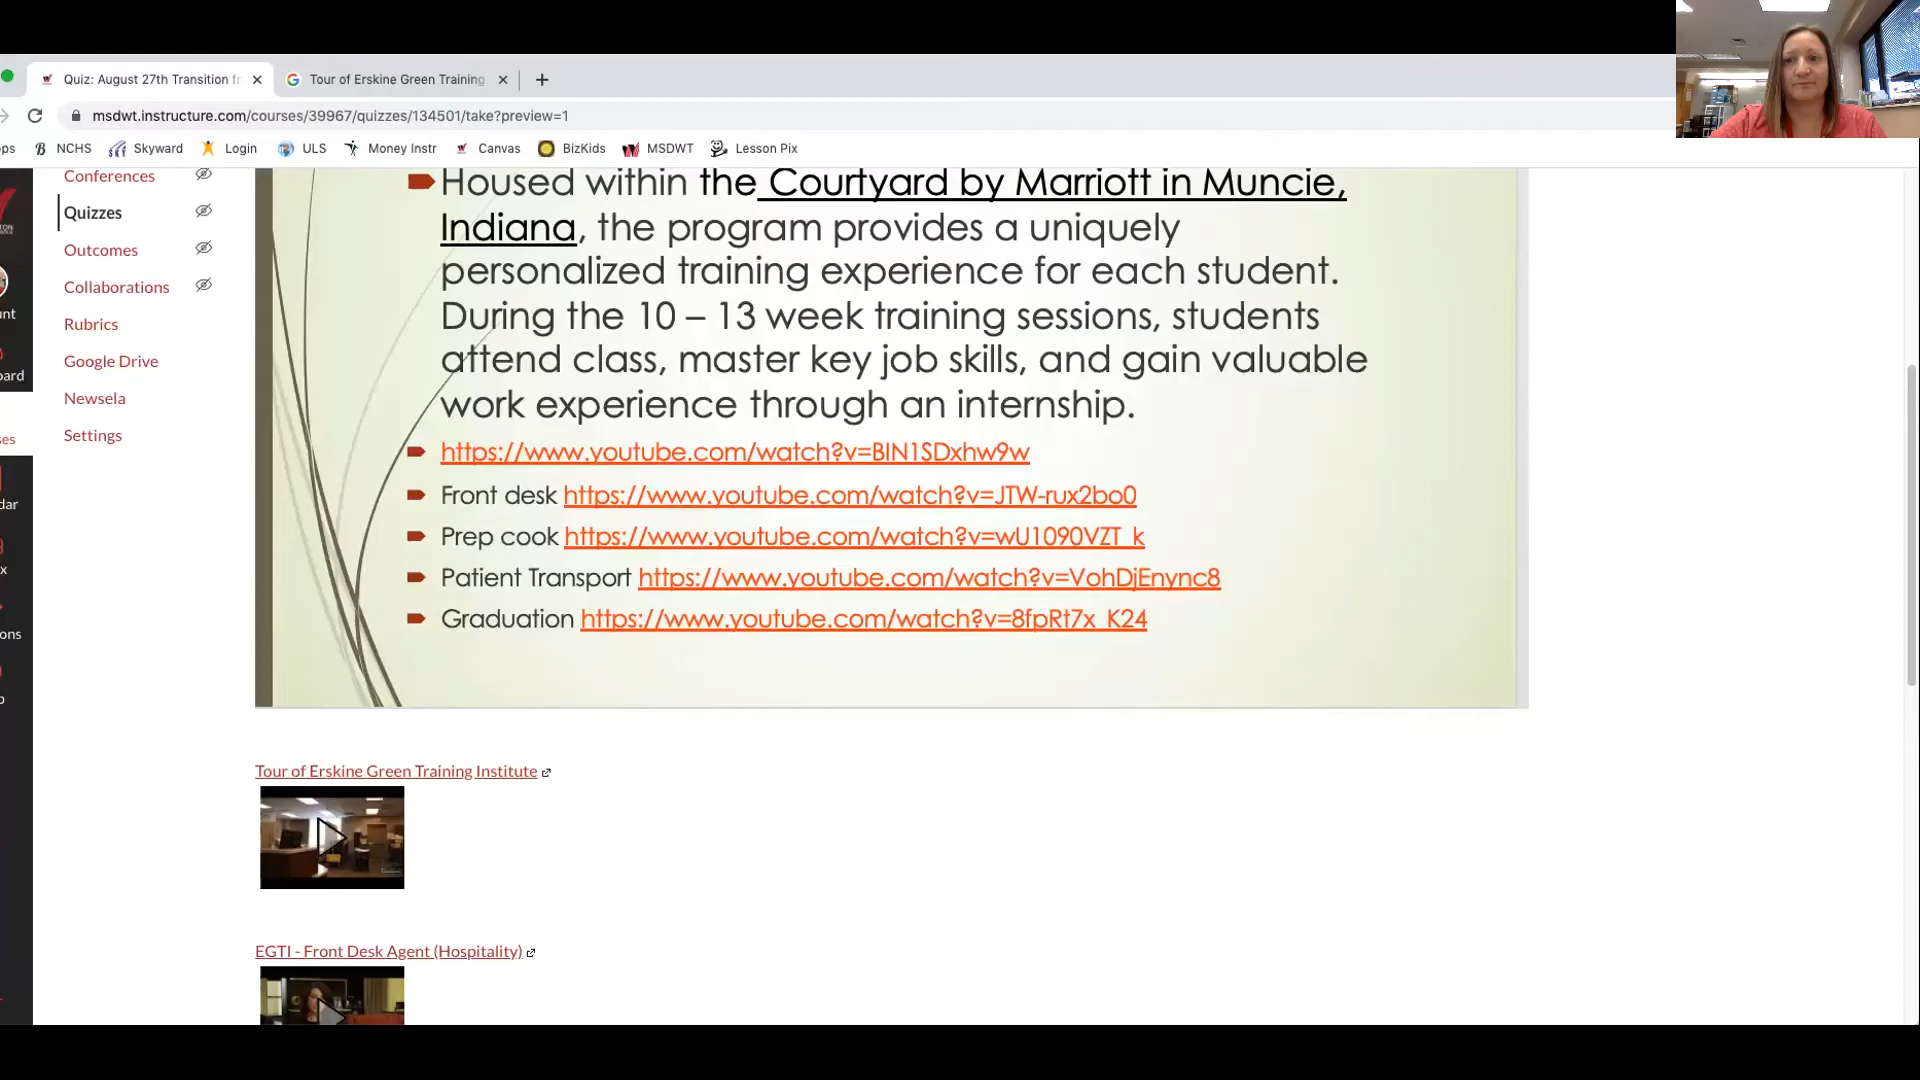 Quiz: August 27th Transition fr
Tour of Erskine Green Training
msdwt.instructure.com/courses/39967/quizzes/134501/take?preview=1
ps
NCHS
Skyward
Login
ULS
Money Instr
Canvas
BizKids
MSDWT
Lesson Pix
Conferences
Quizzes
Outcomes
Collaborations
Rubrics
Google Drive
Newsela
Settings
unt
oard
ses
dar
x
ons
p
Housed within the Courtyard by Marriott in Muncie,
Indiana, the program provides a uniquely
personalized training experience for each student.
During the 10 – 13 week training sessions, students
attend class, master key job skills, and gain valuable
work experience through an internship.
https://www.youtube.com/watch?v=BlN1SDxhw9w
Front desk https://www.youtube.com/watch?v=JTW-rux2bo0
Prep cook https://www.youtube.com/watch?v=wU1090VZT_k
Patient Transport https://www.youtube.com/watch?v=VohDjEnync8
Graduation https://www.youtube.com/watch?v=8fpRt7x_K24
Tour of Erskine Green Training Institute
EGTI - Front Desk Agent (Hospitality)